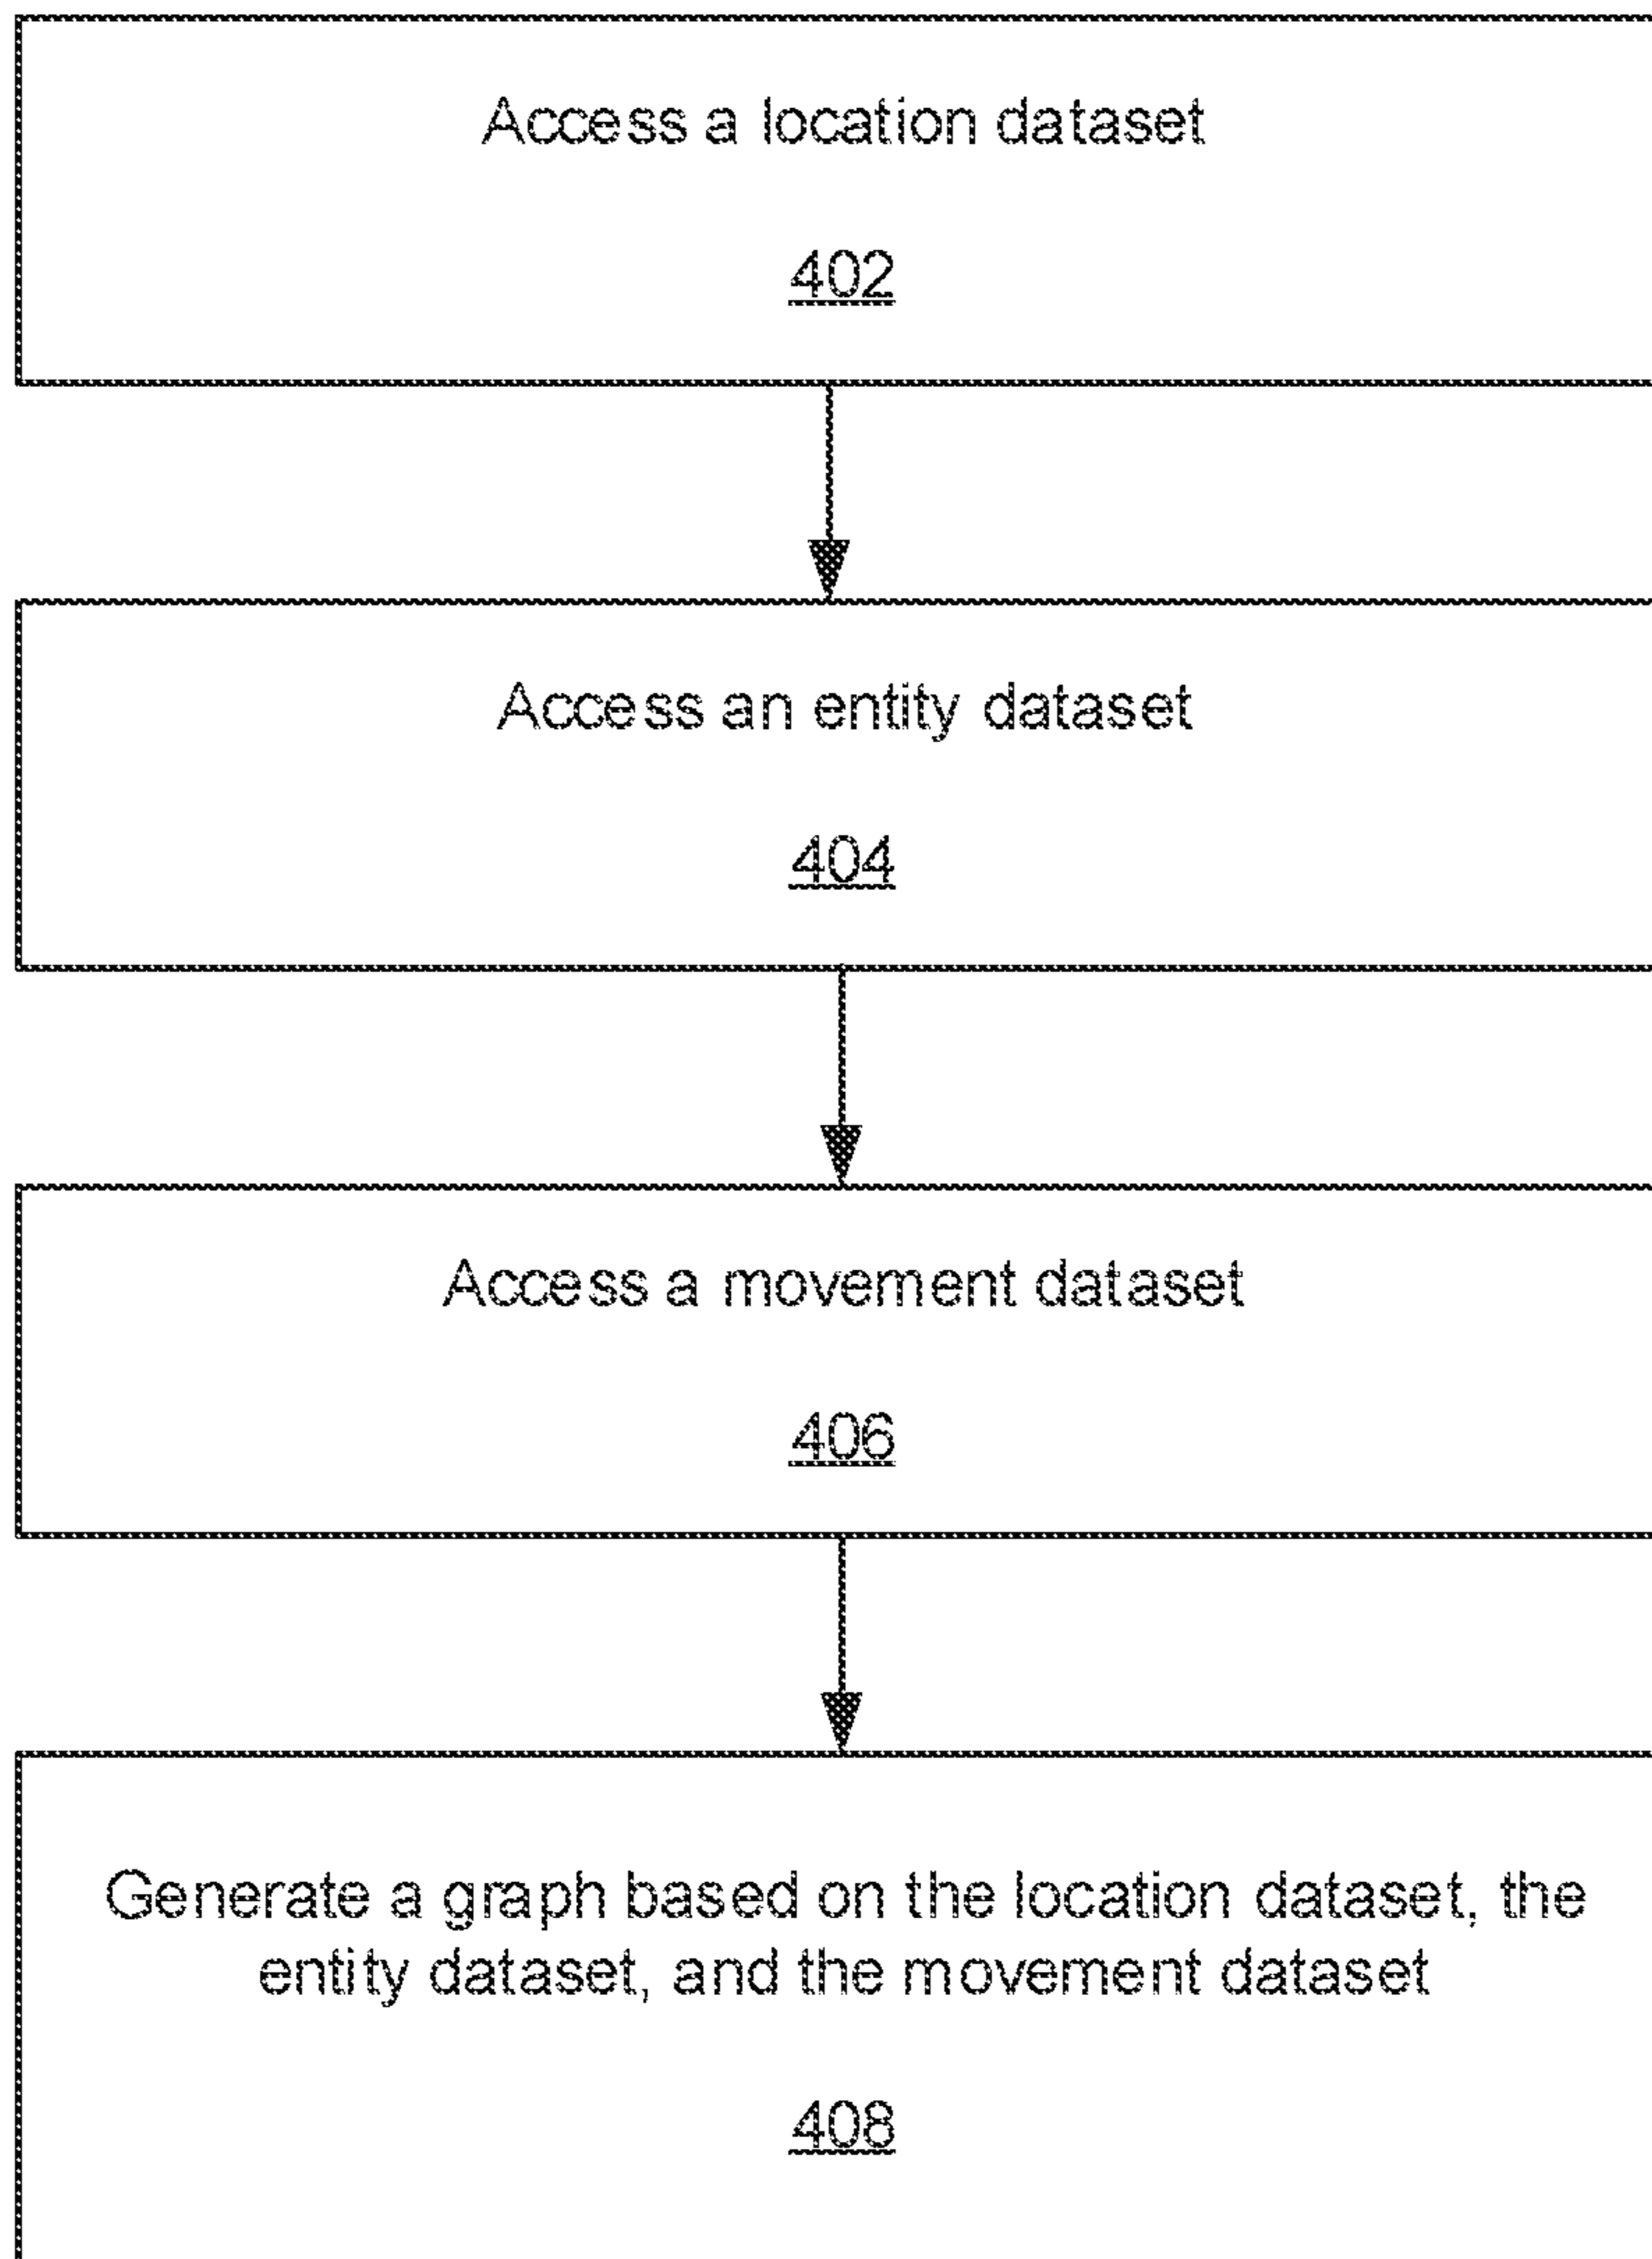 Access a location dataset
402
Access an entity dataset
404
Access a movement dataset
406
Generate a graph based on the location dataset, the
entity dataset, and the movement dataset
408